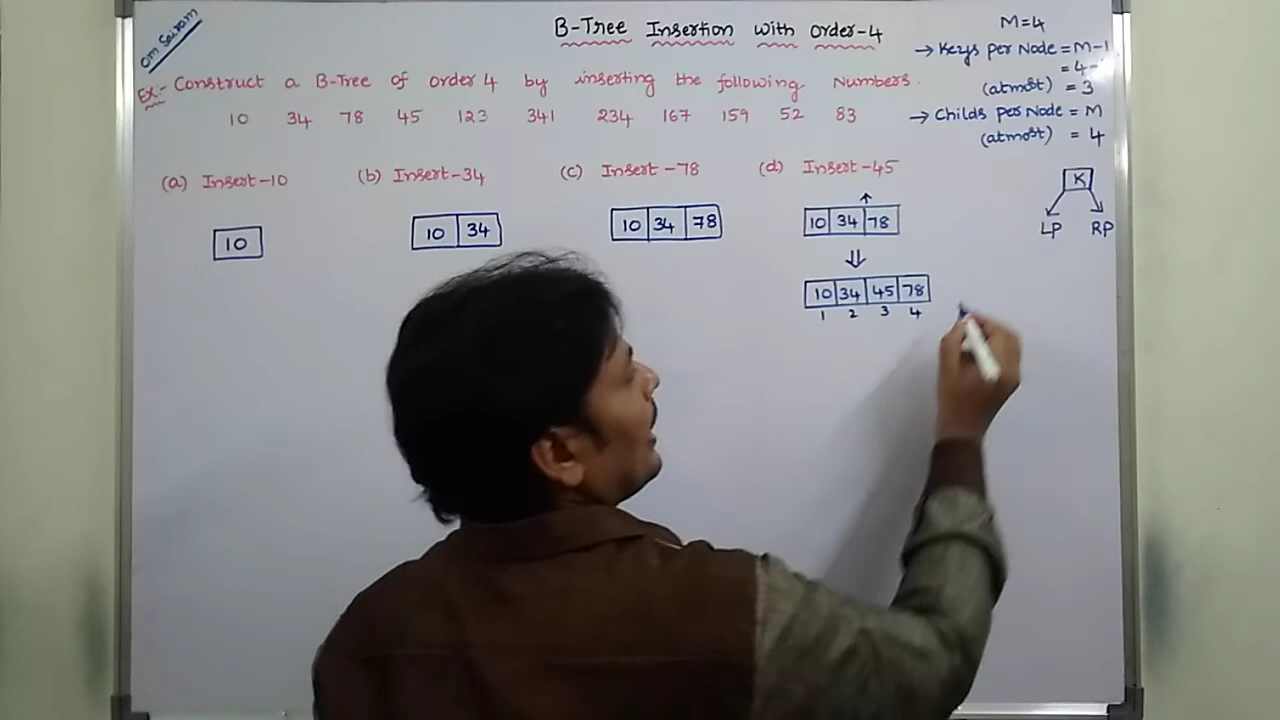 Om Sairam
B-Tree Insertion with Order-4
M=4
→ Keys per Node = M-1
= 4-
(atmost) = 3
→ Childs per Node = M
(atmost) = 4
Ex:- Construct a B-Tree of order 4 by inserting the following Numbers.
10 34 78 45 123 341 234 167 159 52 83
(a) Insert-10 (b) Insert-34 (c) Insert-78 (d) Insert-45
10
10 34
10 34 78
↑
10 34 78
⇓
10 34 45 78
1 2 3 4
K
LP RP